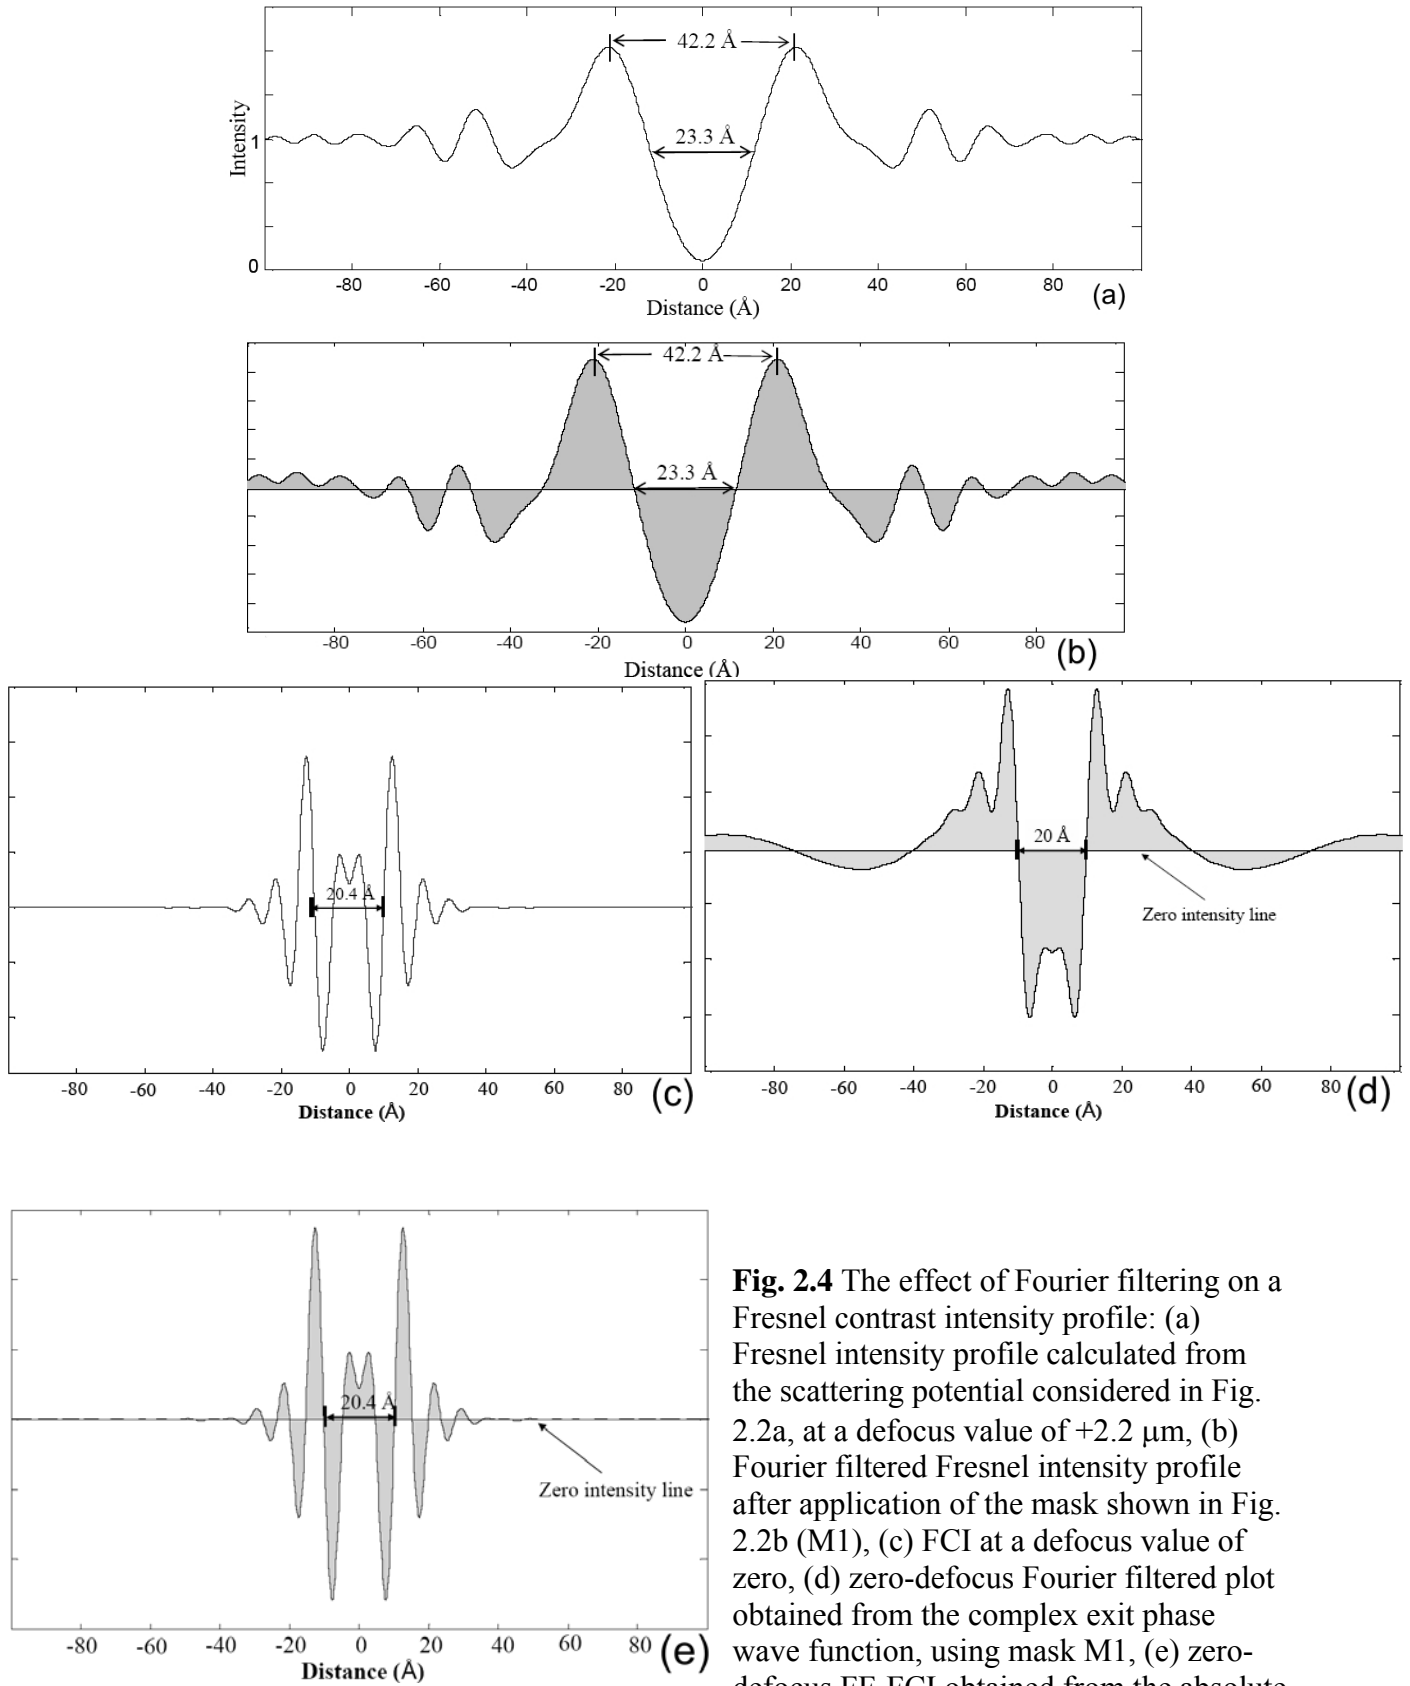 42.2 Å
23.3 Å
Intensity
1
0
-80 -60 -40 -20 0 20 40 60 80
Distance (Å)
(a)
42.2 Å
23.3 Å
-80 -60 -40 -20 0 20 40 60 80
Distance (Å)
(b)
20.4 Å
-80 -60 -40 -20 0 20 40 60 80
Distance (Å)
(c)
20 Å
Zero intensity line
-80 -60 -40 -20 0 20 40 60 80
Distance (Å)
(d)
20.4 Å
Zero intensity line
-80 -60 -40 -20 0 20 40 60 80
Distance (Å)
(e)
Fig. 2.4 The effect of Fourier filtering on a
Fresnel contrast intensity profile: (a)
Fresnel intensity profile calculated from
the scattering potential considered in Fig.
2.2a, at a defocus value of +2.2 μm, (b)
Fourier filtered Fresnel intensity profile
after application of the mask shown in Fig.
2.2b (M1), (c) FCI at a defocus value of
zero, (d) zero-defocus Fourier filtered plot
obtained from the complex exit phase
wave function, using mask M1, (e) zero-
defocus FF-FCI obtained from the absolute